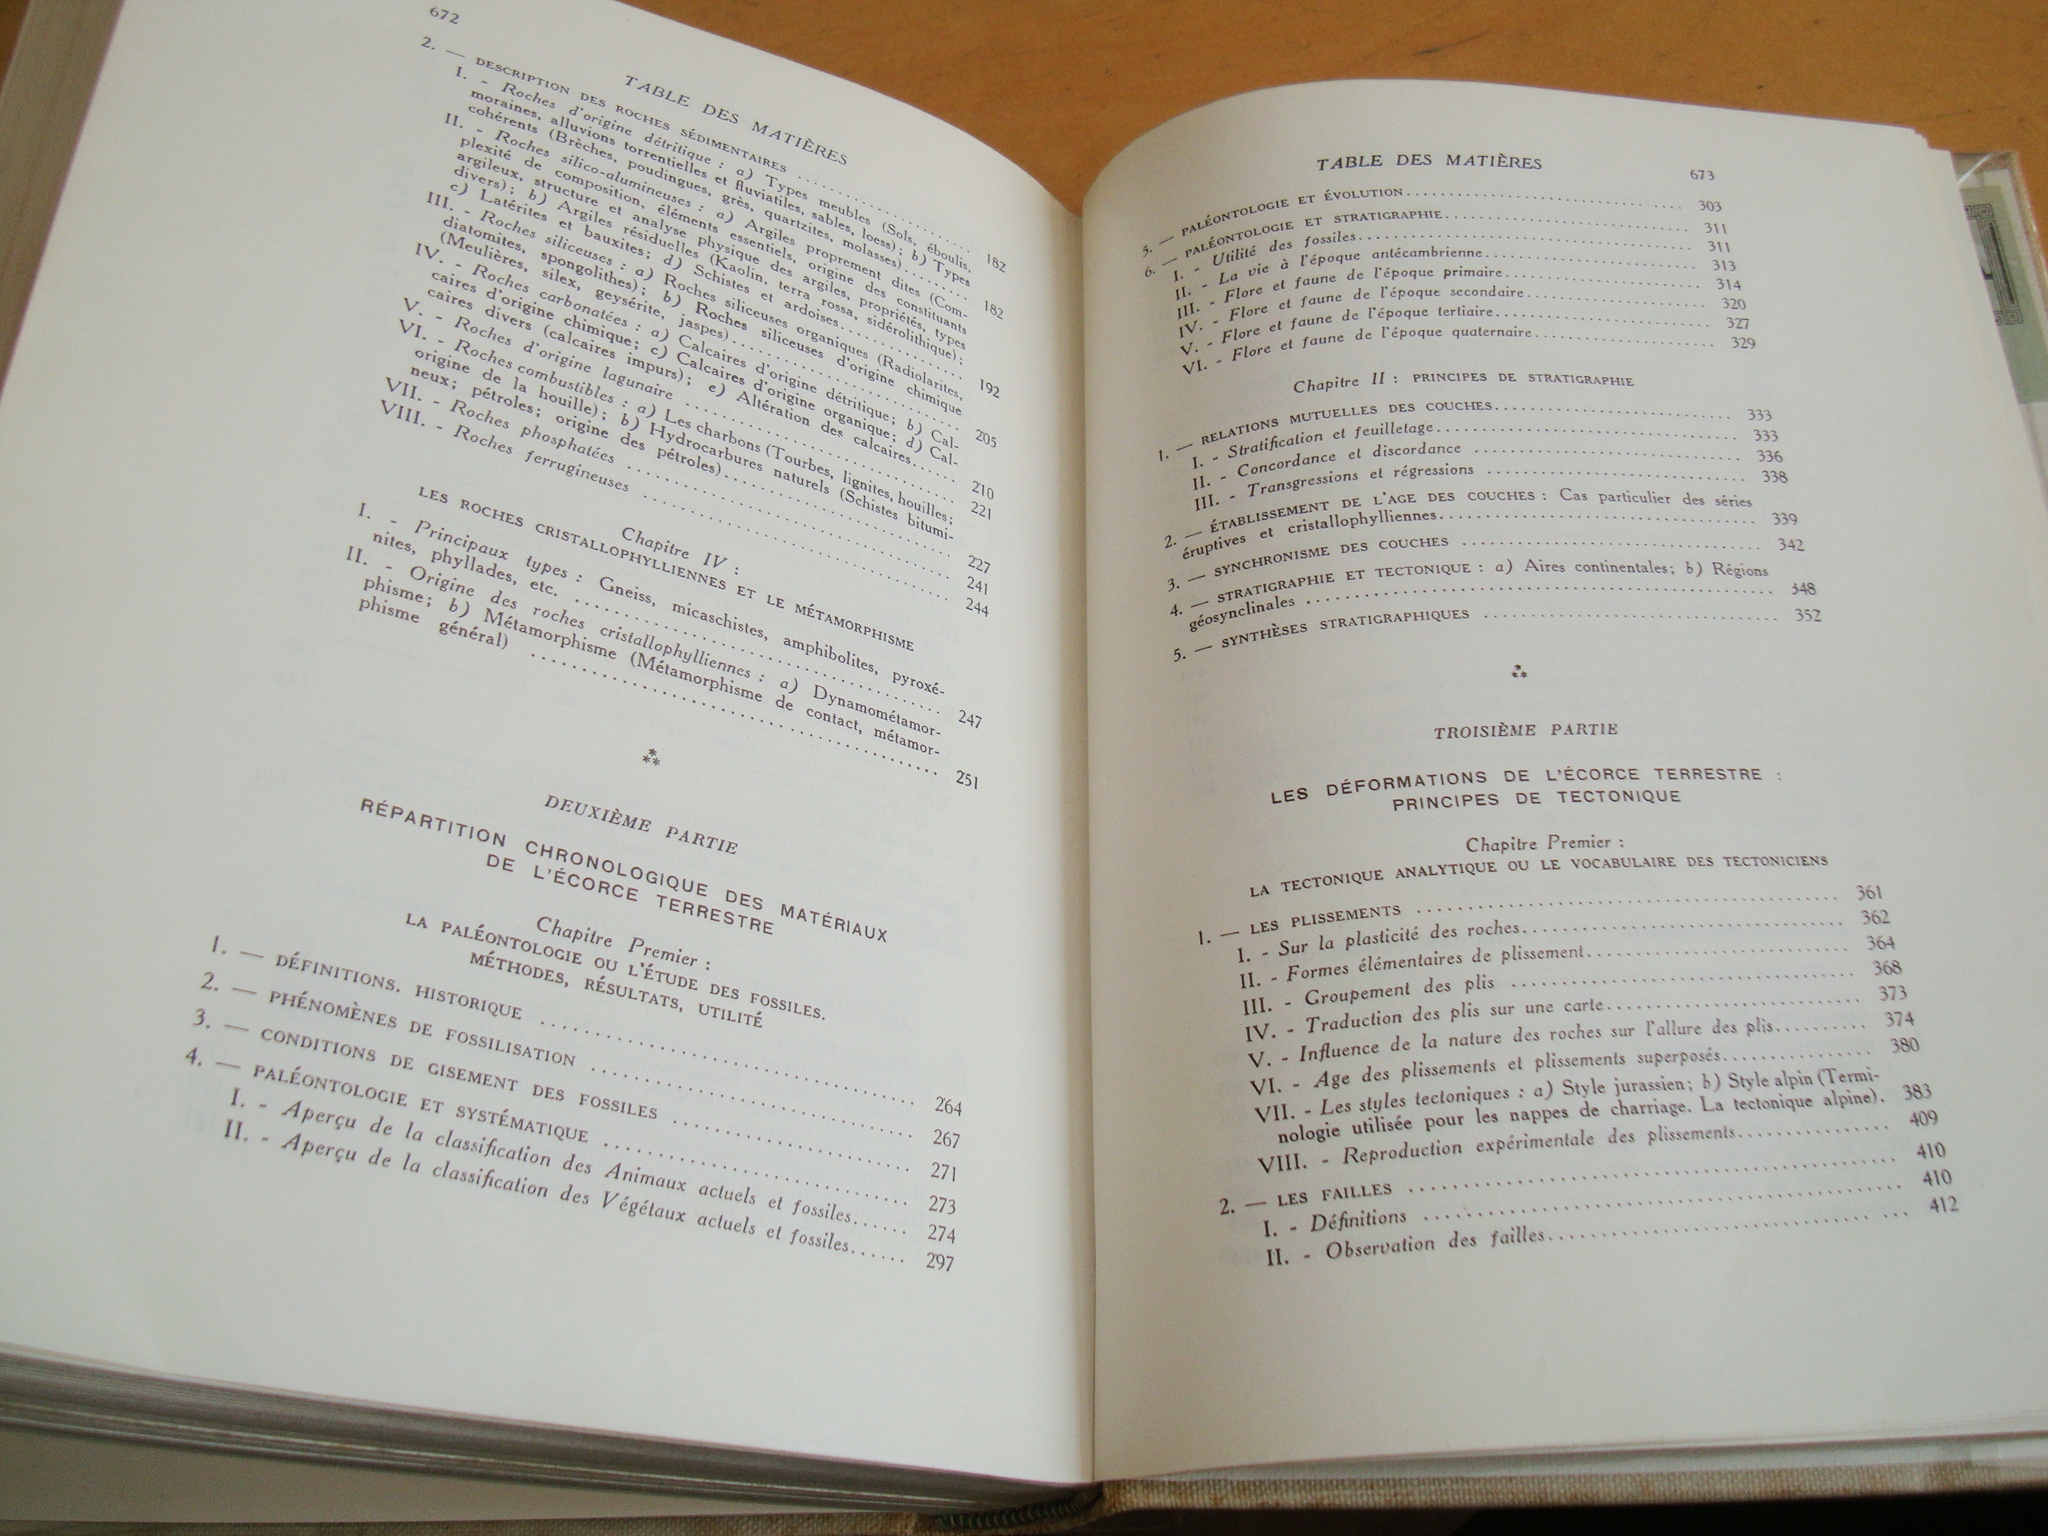 672
TABLE DES MATIÈRES
2. — DESCRIPTION DES ROCHES SÉDIMENTAIRES .......... 182
I. - Roches d'origine détritique : a) Types meubles (Sols, éboulis,
moraines, alluvions torrentielles et fluviatiles, sables, loess); b) Types
cohérents (Brèches, poudingues, grès, quartzites, molasses) ........ 182
II. - Roches silico-alumineuses : a) Argiles proprement dites (Com-
plexité de composition, éléments essentiels, origine des constituants
argileux, structure et analyse physique des argiles, propriétés, types
divers); b) Argiles résiduelles (Kaolin, terra rossa, sidérolithique);
c) Latérites et bauxites; d) Schistes et ardoises .......... 192
III. - Roches siliceuses : a) Roches siliceuses organiques (Radiolarites,
diatomites, spongolithes); b) Roches siliceuses d'origine chimique
(Meulières, silex, geysérite, jaspes) .......... 205
IV. - Roches carbonatées : a) Calcaires d'origine détritique; b) Cal-
caires d'origine chimique; c) Calcaires d'origine organique; d) Cal-
caires divers (calcaires impurs); e) Altération des calcaires .... 210
V. - Roches d'origine lagunaire .......... 221
VI. - Roches combustibles : a) Les charbons (Tourbes, lignites, houilles;
origine de la houille); b) Hydrocarbures naturels (Schistes bitumi-
neux; pétroles; origine des pétroles) .......... 227
VII. - Roches phosphatées .......... 241
VIII. - Roches ferrugineuses .......... 244
Chapitre IV :
LES ROCHES CRISTALLOPHYLLIENNES ET LE MÉTAMORPHISME
I. - Principaux types : Gneiss, micaschistes, amphibolites, pyroxé-
nites, phyllades, etc. .......... 247
II. - Origine des roches cristallophylliennes : a) Dynamométamor-
phisme; b) Métamorphisme (Métamorphisme de contact, métamor-
phisme général) .......... 251
⁂
DEUXIÈME PARTIE
RÉPARTITION CHRONOLOGIQUE DES MATÉRIAUX
DE L'ÉCORCE TERRESTRE
Chapitre Premier :
LA PALÉONTOLOGIE OU L'ÉTUDE DES FOSSILES.
MÉTHODES, RÉSULTATS, UTILITÉ
1. — DÉFINITIONS. HISTORIQUE .......... 264
2. — PHÉNOMÈNES DE FOSSILISATION .......... 267
3. — CONDITIONS DE GISEMENT DES FOSSILES .......... 271
4. — PALÉONTOLOGIE ET SYSTÉMATIQUE .......... 273
I. - Aperçu de la classification des Animaux actuels et fossiles...... 274
II. - Aperçu de la classification des Végétaux actuels et fossiles...... 297
TABLE DES MATIÈRES
673
5. — PALÉONTOLOGIE ET ÉVOLUTION .......... 303
6. — PALÉONTOLOGIE ET STRATIGRAPHIE .......... 311
I. - Utilité des fossiles .......... 311
II. - La vie à l'époque antécambrienne .......... 313
III. - Flore et faune de l'époque primaire .......... 314
IV. - Flore et faune de l'époque secondaire .......... 320
V. - Flore et faune de l'époque tertiaire .......... 327
VI. - Flore et faune de l'époque quaternaire .......... 329
Chapitre II : PRINCIPES DE STRATIGRAPHIE
1. — RELATIONS MUTUELLES DES COUCHES .......... 333
I. - Stratification et feuilletage .......... 333
II. - Concordance et discordance .......... 336
III. - Transgressions et régressions .......... 338
2. — ÉTABLISSEMENT DE L'AGE DES COUCHES : Cas particulier des séries
éruptives et cristallophylliennes .......... 339
3. — SYNCHRONISME DES COUCHES .......... 342
4. — STRATIGRAPHIE ET TECTONIQUE : a) Aires continentales; b) Régions
géosynclinales .......... 348
5. — SYNTHÈSES STRATIGRAPHIQUES .......... 352
⁂
TROISIÈME PARTIE
LES DÉFORMATIONS DE L'ÉCORCE TERRESTRE :
PRINCIPES DE TECTONIQUE
Chapitre Premier :
LA TECTONIQUE ANALYTIQUE OU LE VOCABULAIRE DES TECTONICIENS
1. — LES PLISSEMENTS .......... 361
I. - Sur la plasticité des roches .......... 362
II. - Formes élémentaires de plissement .......... 364
III. - Groupement des plis .......... 368
IV. - Traduction des plis sur une carte .......... 373
V. - Influence de la nature des roches sur l'allure des plis .......... 374
VI. - Age des plissements et plissements superposés .......... 380
VII. - Les styles tectoniques : a) Style jurassien; b) Style alpin (Termi-
nologie utilisée pour les nappes de charriage. La tectonique alpine). 383
VIII. - Reproduction expérimentale des plissements .......... 409
2. — LES FAILLES .......... 410
I. - Définitions .......... 410
II. - Observation des failles .......... 412